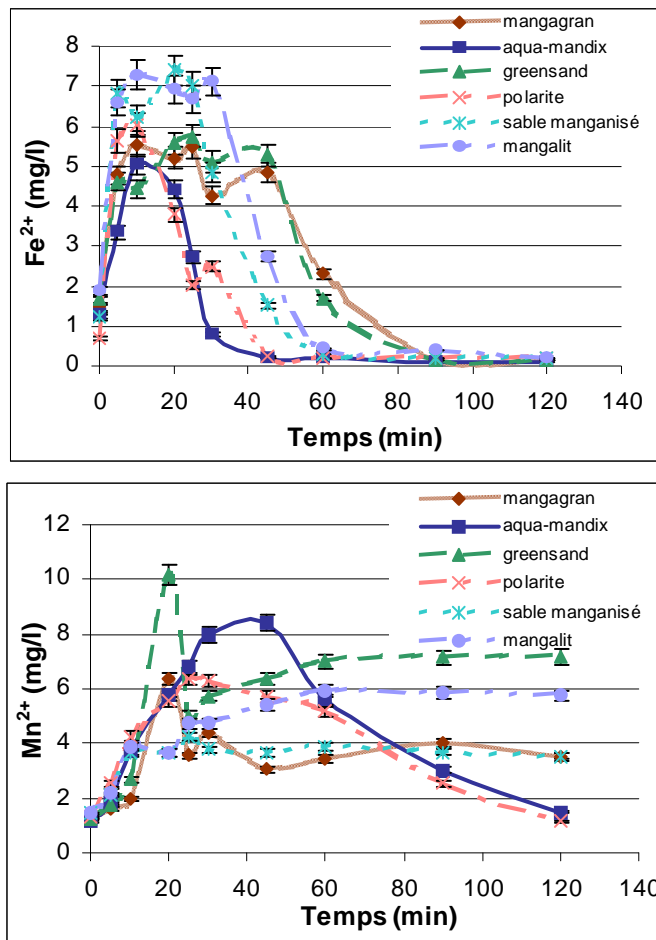 mangagran
aqua-mandix
greensand
polarite
sable manganisé
mangalit
8
7
6
5
4
3
2
1
0
Fe2+ (mg/l)
0 20 40 60 80 100 120 140
Temps (min)
mangagran
aqua-mandix
greensand
polarite
sable manganisé
mangalit
12
10
8
6
4
2
0
Mn2+ (mg/l)
0 20 40 60 80 100 120 140
Temps (min)